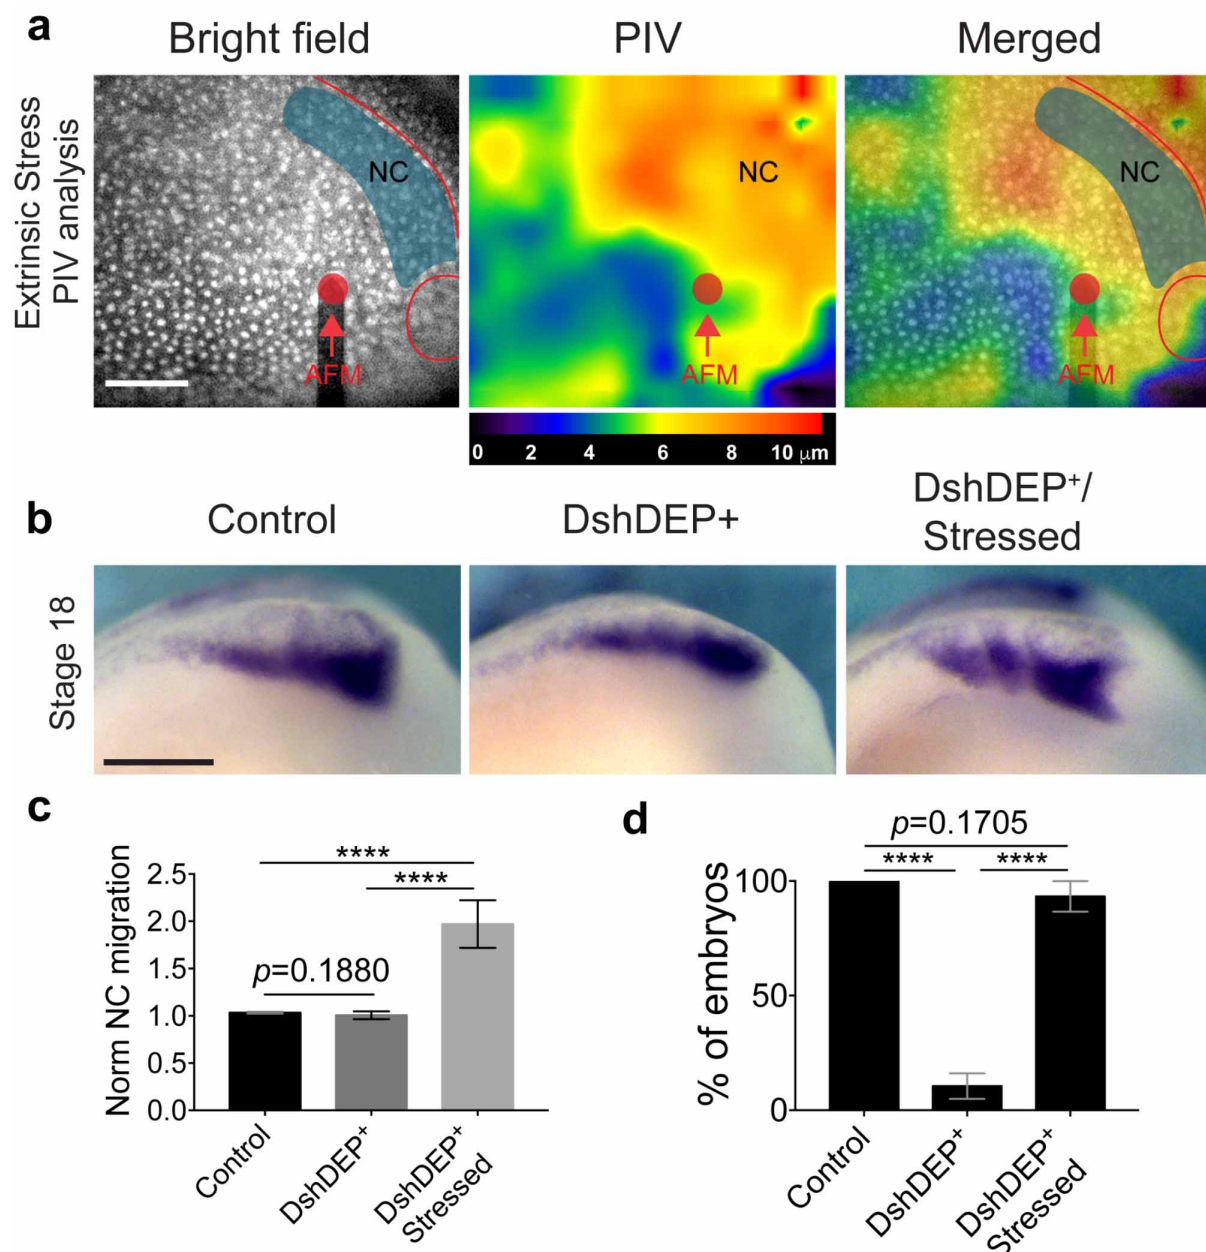 a
Bright field
PIV
Merged
Extrinsic Stress
PIV analysis
NC
AFM
NC
AFM
NC
AFM
0 2 4 6 8 10 μm
b
Control
DshDEP+
DshDEP⁺/
Stressed
Stage 18
c
Norm NC migration
2.5
2.0
1.5
1.0
0.5
0.0
****
****
p=0.1880
Control
DshDEP⁺
DshDEP⁺
Stressed
d
% of embryos
100
50
0
p=0.1705
**** ****
Control
DshDEP⁺
DshDEP⁺
Stressed